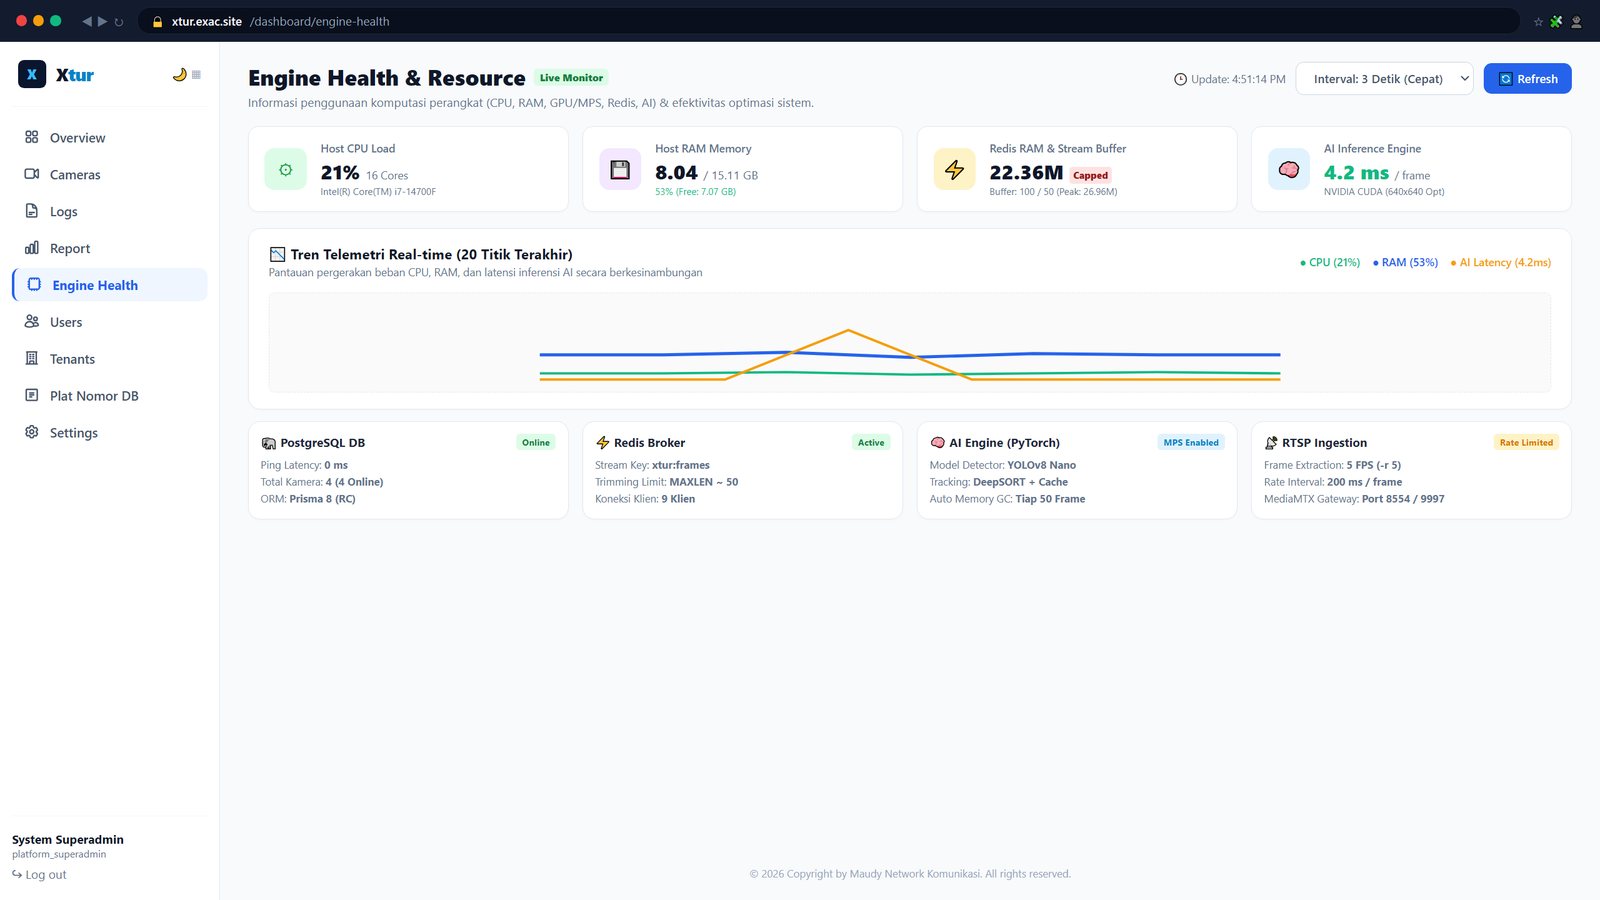 xtur.exac.site /dashboard/engine-health
X Xtur
Overview
Cameras
Logs
Report
Engine Health
Users
Tenants
Plat Nomor DB
Settings
System Superadmin
platform_superadmin
Log out
Engine Health & Resource Live Monitor
Informasi penggunaan komputasi perangkat (CPU, RAM, GPU/MPS, Redis, AI) & efektivitas optimasi sistem.
Update: 4:51:14 PM
Interval: 3 Detik (Cepat)
Refresh
Host CPU Load
21% 16 Cores
Intel(R) Core(TM) i7-14700F
Host RAM Memory
8.04 / 15.11 GB
53% (Free: 7.07 GB)
Redis RAM & Stream Buffer
22.36M Capped
Buffer: 100 / 50 (Peak: 26.96M)
AI Inference Engine
4.2 ms / frame
NVIDIA CUDA (640x640 Opt)
Tren Telemetri Real-time (20 Titik Terakhir)
Pantauan pergerakan beban CPU, RAM, dan latensi inferensi AI secara berkesinambungan
● CPU (21%) ● RAM (53%) ● AI Latency (4.2ms)
PostgreSQL DB Online
Ping Latency: 0 ms
Total Kamera: 4 (4 Online)
ORM: Prisma 8 (RC)
Redis Broker Active
Stream Key: xtur:frames
Trimming Limit: MAXLEN ~ 50
Koneksi Klien: 9 Klien
AI Engine (PyTorch) MPS Enabled
Model Detector: YOLOv8 Nano
Tracking: DeepSORT + Cache
Auto Memory GC: Tiap 50 Frame
RTSP Ingestion Rate Limited
Frame Extraction: 5 FPS (-r 5)
Rate Interval: 200 ms / frame
MediaMTX Gateway: Port 8554 / 9997
© 2026 Copyright by Maudy Network Komunikasi. All rights reserved.